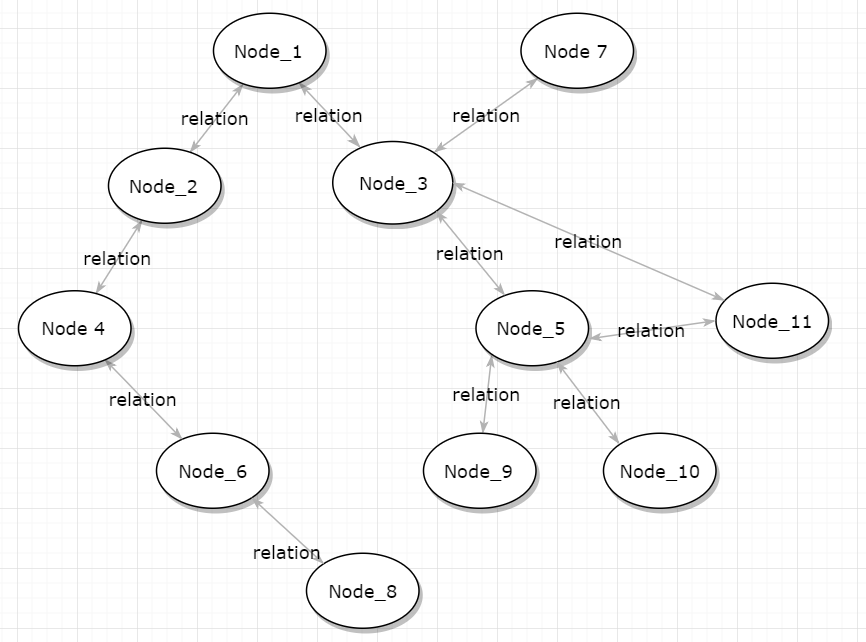 Node_1
Node 7
relation
relation
relation
Node_2
Node_3
relation
relation
relation
Node 4
Node_5
relation
Node_11
relation
relation
relation
Node_6
Node_9
Node_10
relation
Node_8